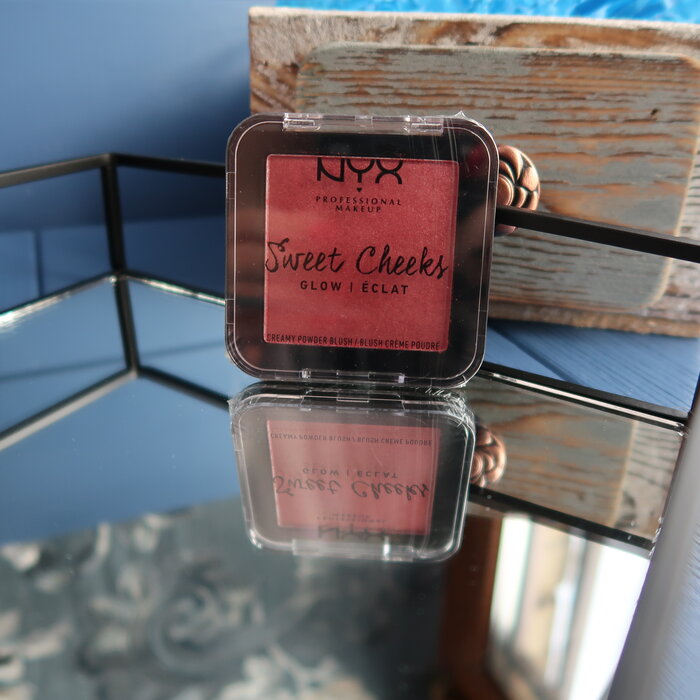 NYX
PROFESSIONAL
MAKEUP
Sweet Cheeks
GLOW | ÉCLAT
CREAMY POWDER BLUSH / BLUSH CRÈME POUDRE